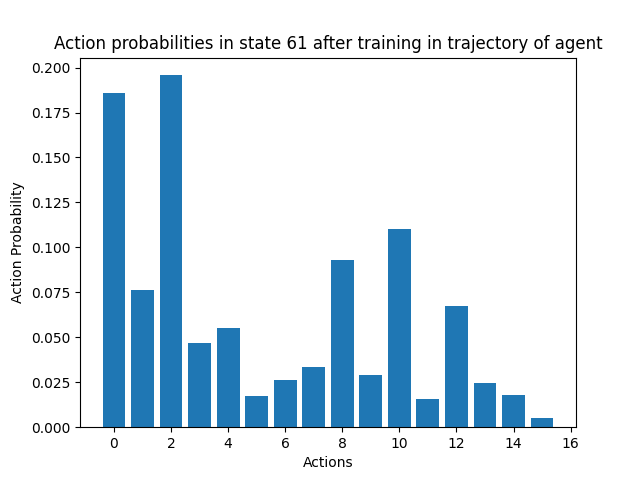 Action probabilities in state 61 after training in trajectory of agent
0.200
0.175
0.150
0.125
0.100
0.075
0.050
0.025
0.000
Action Probability
0 2 4 6 8 10 12 14 16
Actions